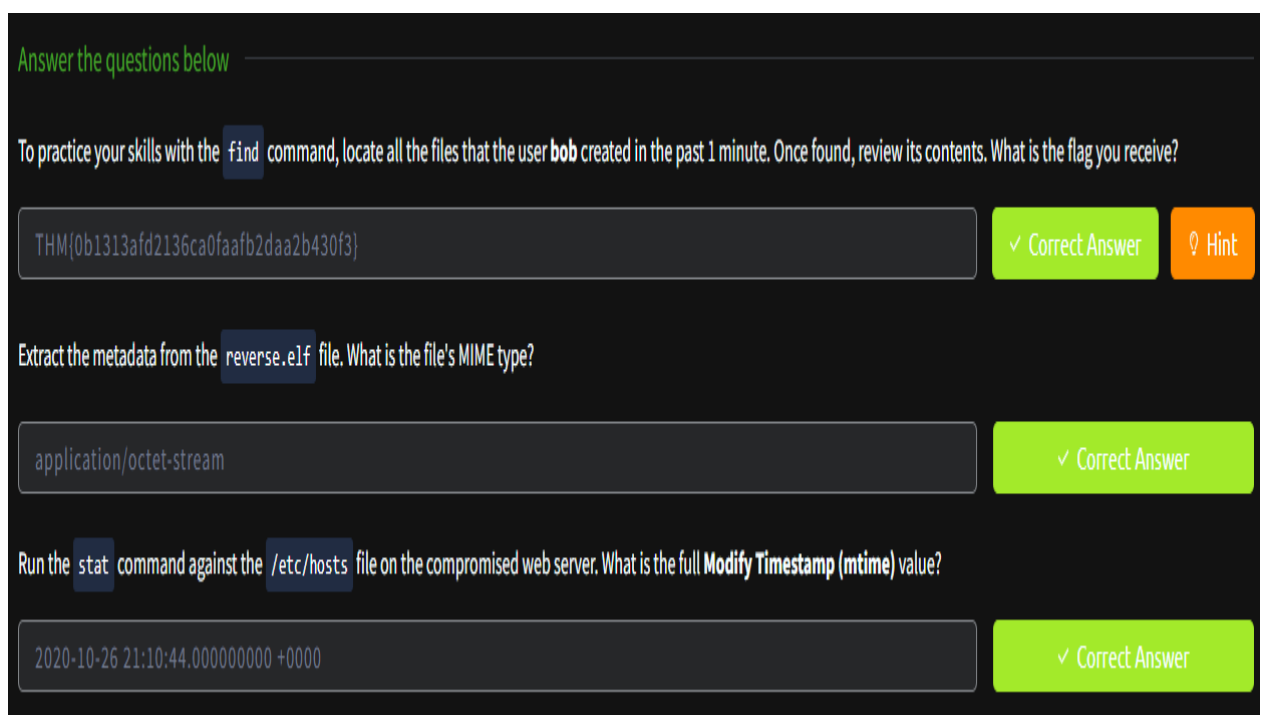 Answer the questions below
To practice your skills with the find command, locate all the files that the user bob created in the past 1 minute. Once found, review its contents. What is the flag you receive?
THM{0b1313afd2136ca0faafb2daa2b430f3}
✓ Correct Answer
Hint
Extract the metadata from the reverse.elf file. What is the file's MIME type?
application/octet-stream
✓ Correct Answer
Run the stat command against the /etc/hosts file on the compromised web server. What is the full Modify Timestamp (mtime) value?
2020-10-26 21:10:44.000000000 +0000
✓ Correct Answer